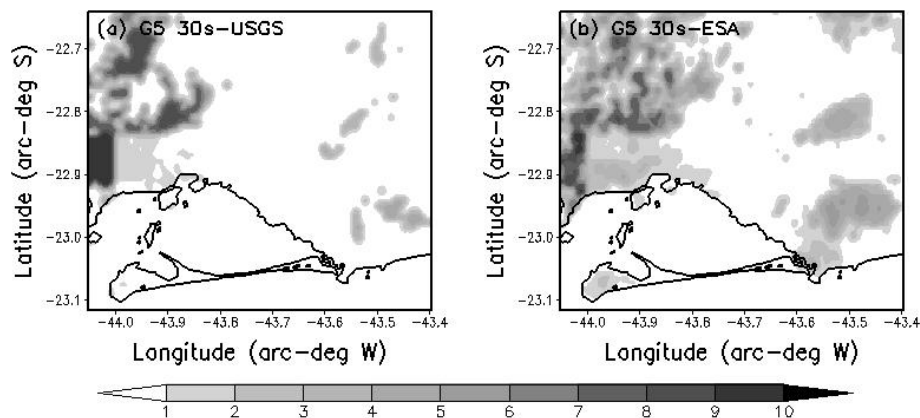 (a) G5 30s-USGS
(b) G5 30s-ESA
Latitude (arc-deg S)
-22.7
-22.8
-22.9
-23.0
-23.1
-44.0 -43.9 -43.8 -43.7 -43.6 -43.5 -43.4
Longitude (arc-deg W)
Latitude (arc-deg S)
-22.7
-22.8
-22.9
-23.0
-23.1
-44.0 -43.9 -43.8 -43.7 -43.6 -43.5 -43.4
Longitude (arc-deg W)
1 2 3 4 5 6 7 8 9 10